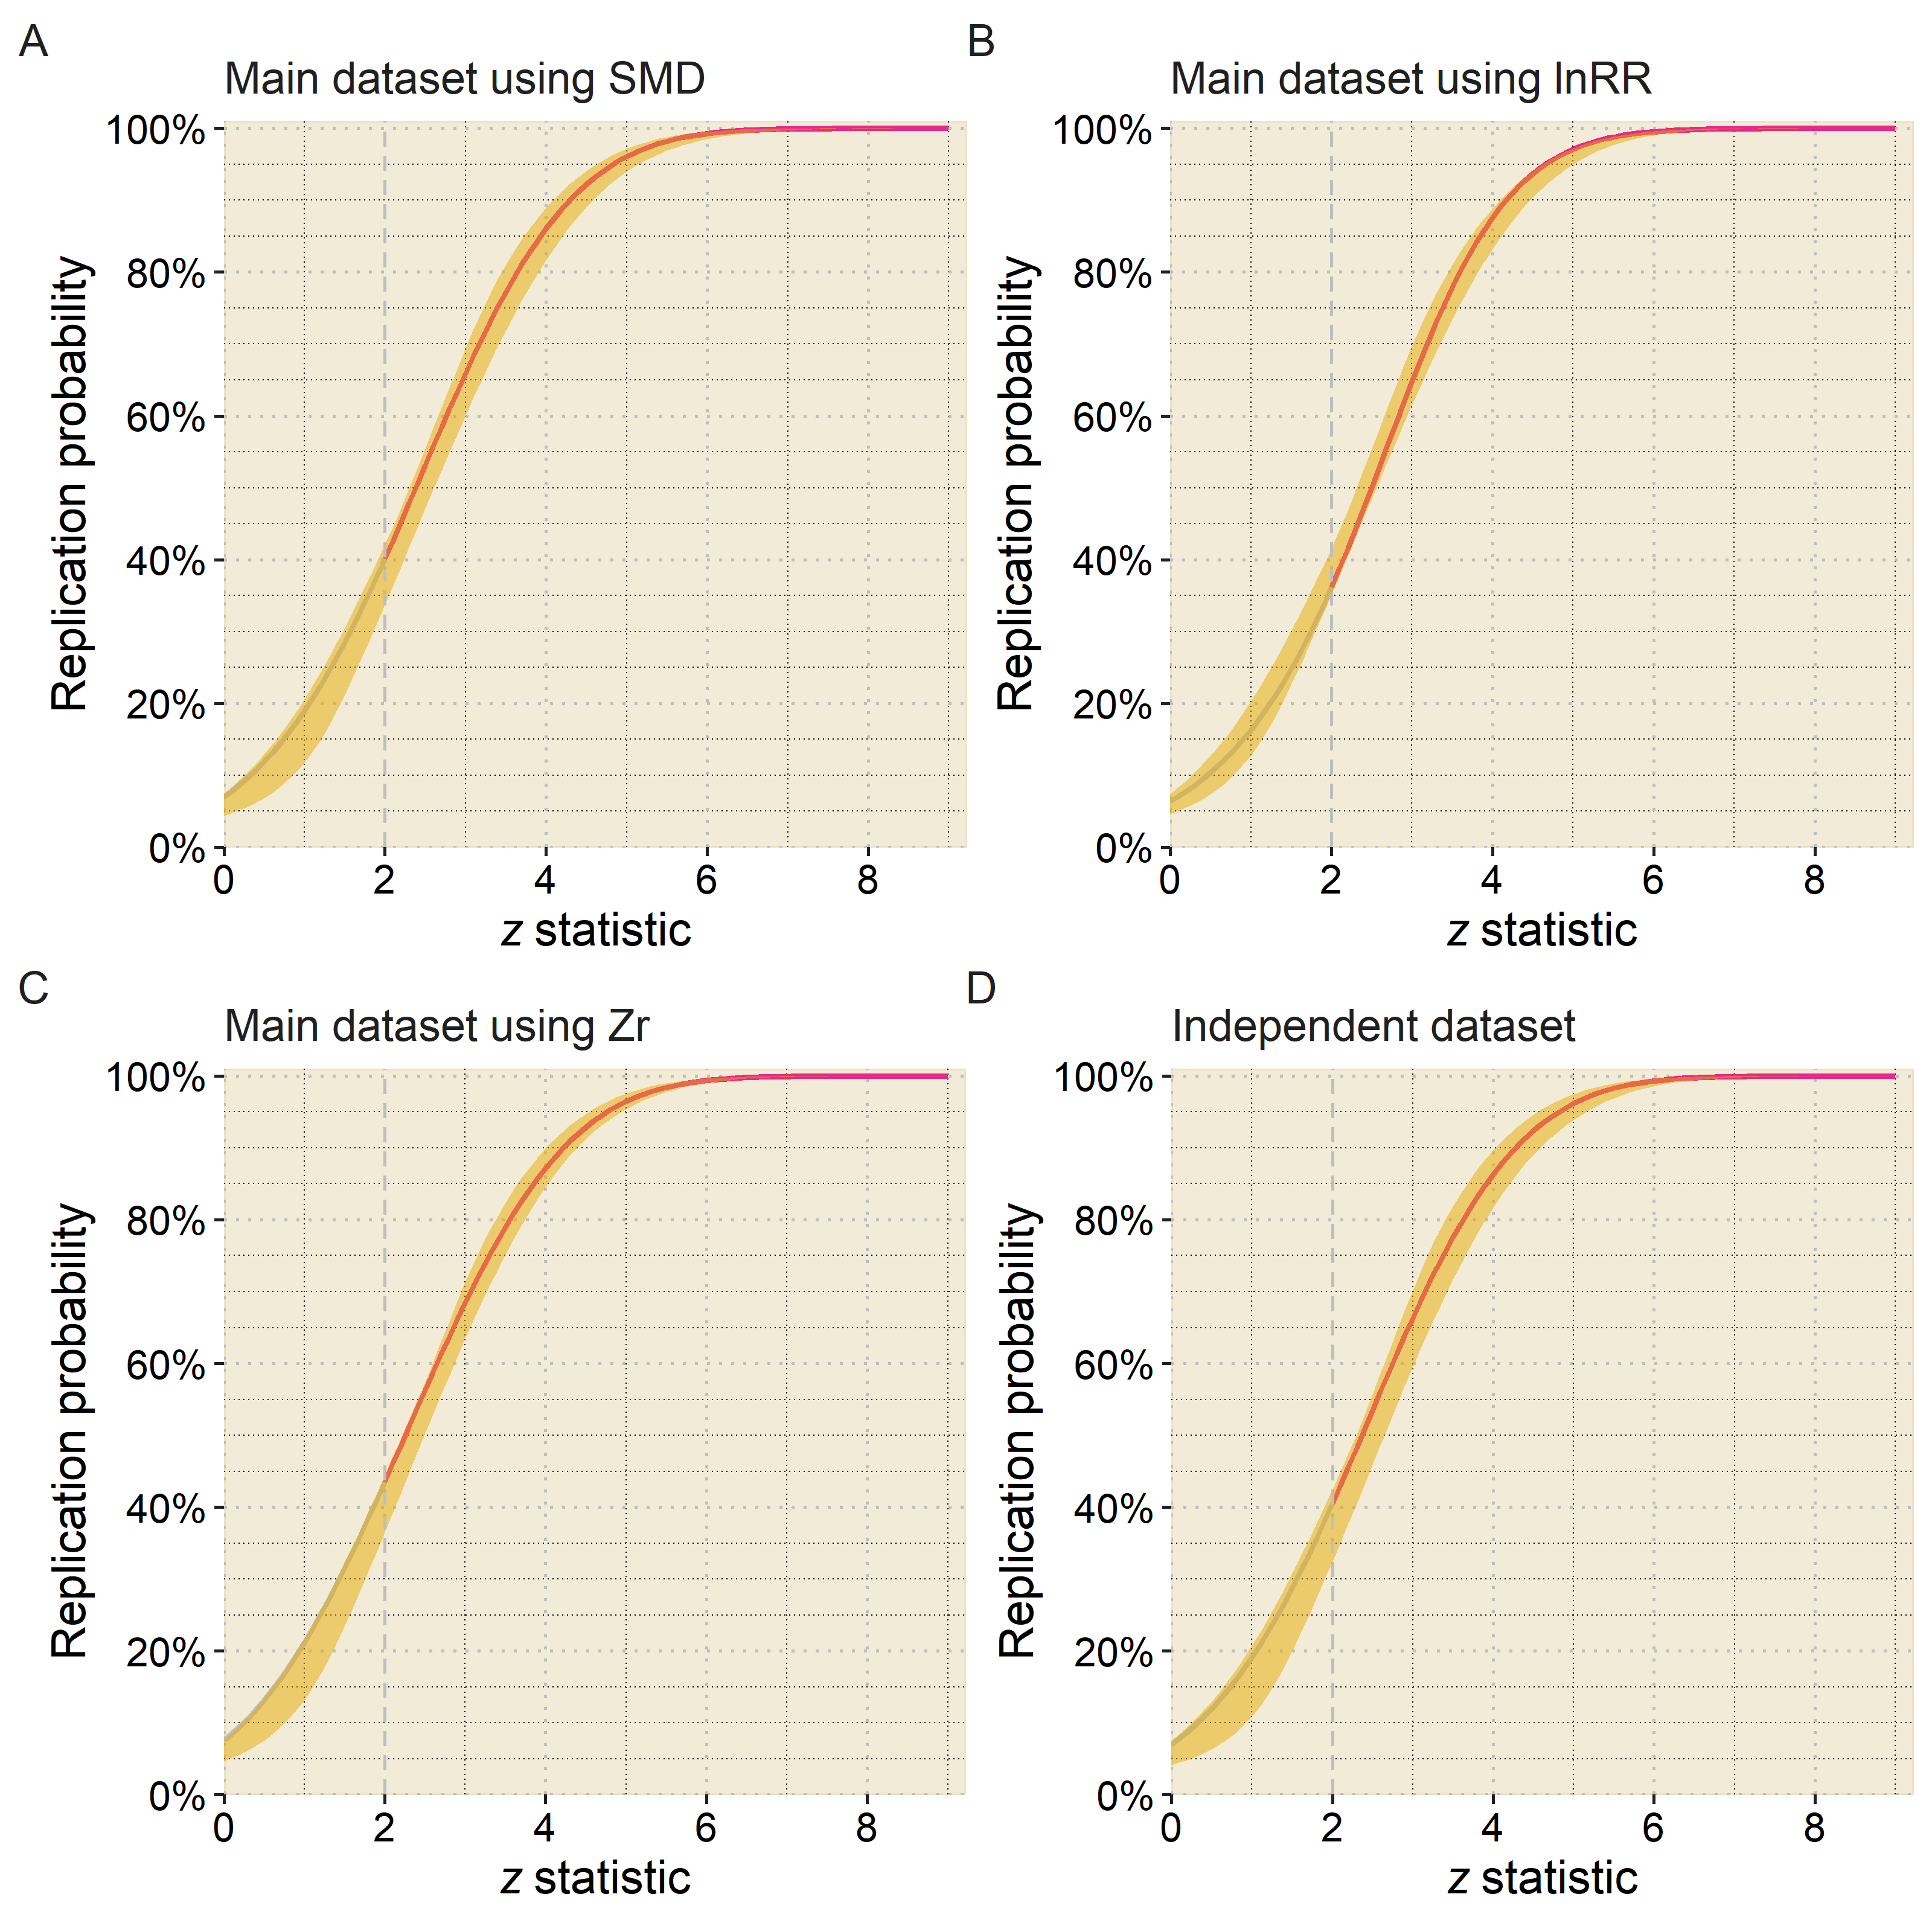 A
Main dataset using SMD
100%
80%
60%
40%
20%
0%
Replication probability
0 2 4 6 8
z statistic
B
Main dataset using lnRR
100%
80%
60%
40%
20%
0%
Replication probability
0 2 4 6 8
z statistic
C
Main dataset using Zr
100%
80%
60%
40%
20%
0%
Replication probability
0 2 4 6 8
z statistic
D
Independent dataset
100%
80%
60%
40%
20%
0%
Replication probability
0 2 4 6 8
z statistic